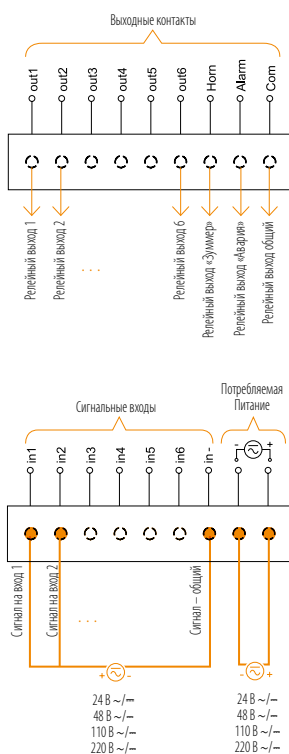 Выходные контакты
out1
out2
out3
out4
out5
out6
Horn
Alarm
Com
Релейный выход 1
Релейный выход 2
. . .
Релейный выход 6
Релейный выход «Зуммер»
Релейный выход «Авария»
Релейный выход общий
Потребляемая
Питание
Сигнальные входы
in1
in2
in3
in4
in5
in6
in -
- +
Сигнал на вход 1
Сигнал на вход 2
. . .
Сигнал – общий
+ -
- +
24 В ~/⎓
48 В ~/⎓
110 В ~/⎓
220 В ~/⎓
24 В ~/⎓
48 В ~/⎓
110 В ~/⎓
220 В ~/⎓